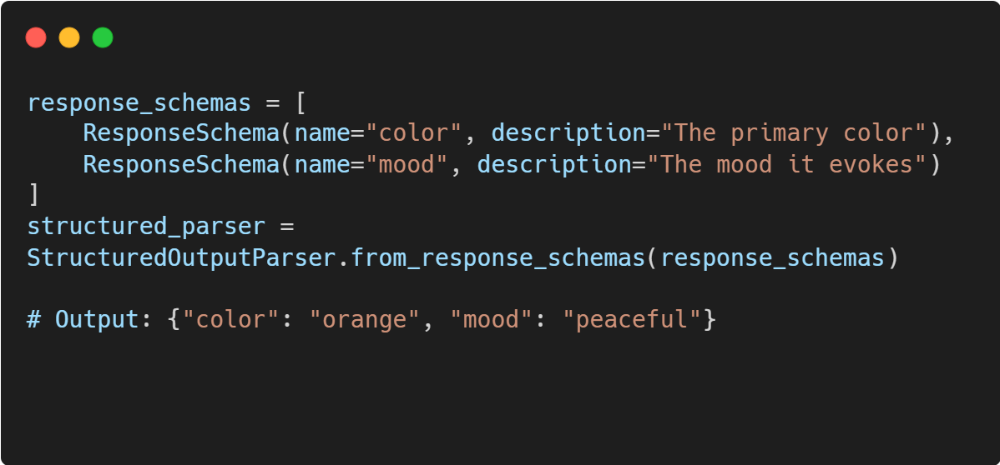 response_schemas = [
    ResponseSchema(name="color", description="The primary color"),
    ResponseSchema(name="mood", description="The mood it evokes")
]
structured_parser =
StructuredOutputParser.from_response_schemas(response_schemas)

# Output: {"color": "orange", "mood": "peaceful"}